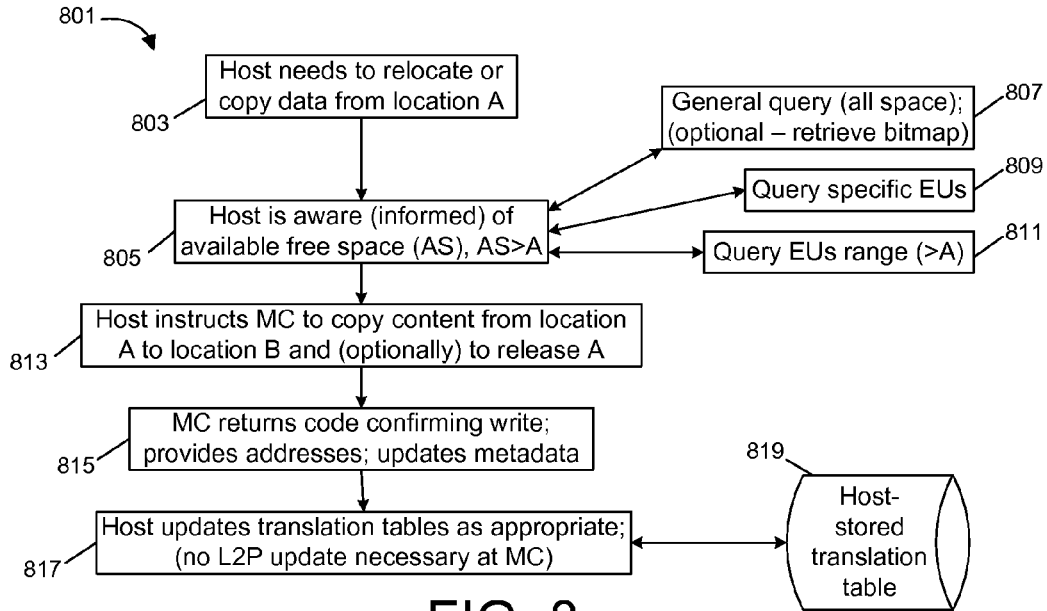 801
Host needs to relocate or
copy data from location A
803
General query (all space);
(optional – retrieve bitmap)
807
Query specific EUs
809
Host is aware (informed) of
available free space (AS), AS>A
805
Query EUs range (>A)
811
Host instructs MC to copy content from location
A to location B and (optionally) to release A
813
MC returns code confirming write;
provides addresses; updates metadata
815
819
Host-
stored
translation
table
Host updates translation tables as appropriate;
(no L2P update necessary at MC)
817
FIG. 8